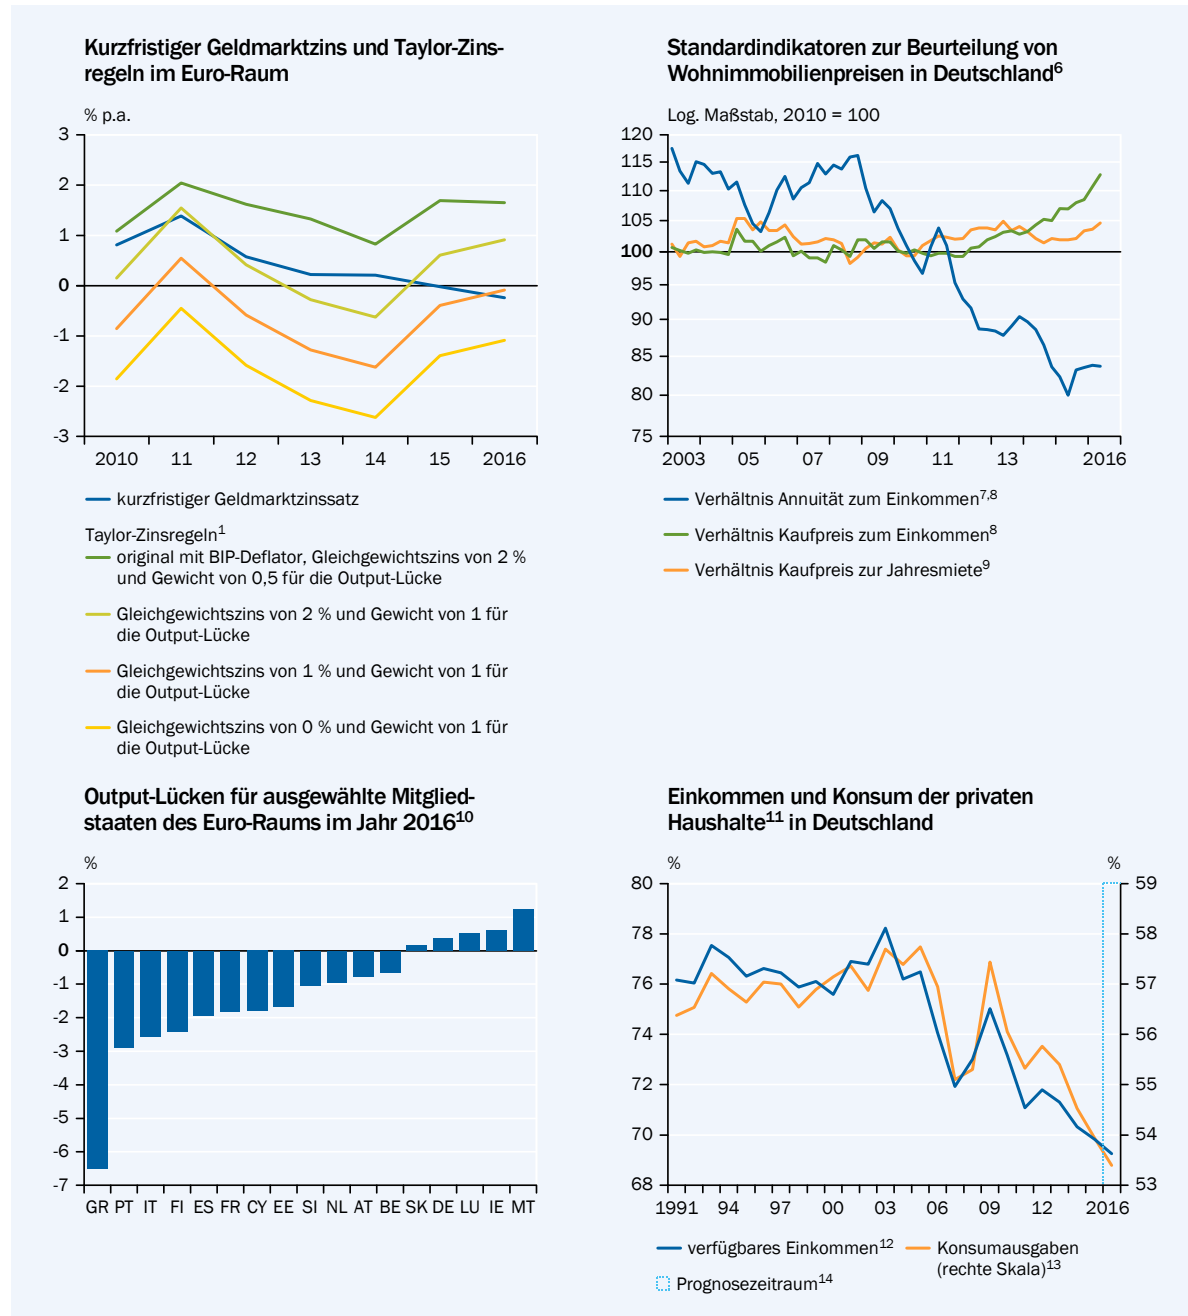 Kurzfristiger Geldmarktzins und Taylor-Zins-
regeln im Euro-Raum
% p.a.
3
2
1
0
-1
-2
-3
2010 11 12 13 14 15 2016
kurzfristiger Geldmarktzinssatz
Taylor-Zinsregeln1
original mit BIP-Deflator, Gleichgewichtszins von 2 %
und Gewicht von 0,5 für die Output-Lücke
Gleichgewichtszins von 2 % und Gewicht von 1 für
die Output-Lücke
Gleichgewichtszins von 1 % und Gewicht von 1 für
die Output-Lücke
Gleichgewichtszins von 0 % und Gewicht von 1 für
die Output-Lücke
Standardindikatoren zur Beurteilung von
Wohnimmobilienpreisen in Deutschland6
Log. Maßstab, 2010 = 100
120
115
110
105
100
95
90
85
80
75
2003 05 07 09 11 13 2016
Verhältnis Annuität zum Einkommen7,8
Verhältnis Kaufpreis zum Einkommen8
Verhältnis Kaufpreis zur Jahresmiete9
Output-Lücken für ausgewählte Mitglied-
staaten des Euro-Raums im Jahr 201610
%
2
1
0
-1
-2
-3
-4
-5
-6
-7
GR PT IT FI ES FR CY EE SI NL AT BE SK DE LU IE MT
Einkommen und Konsum der privaten
Haushalte11 in Deutschland
% %
80 59
78 58
76 57
74 56
72 55
70 54
68 53
1991 94 97 00 03 06 09 12 2016
verfügbares Einkommen12 Konsumausgaben
(rechte Skala)13
Prognosezeitraum14